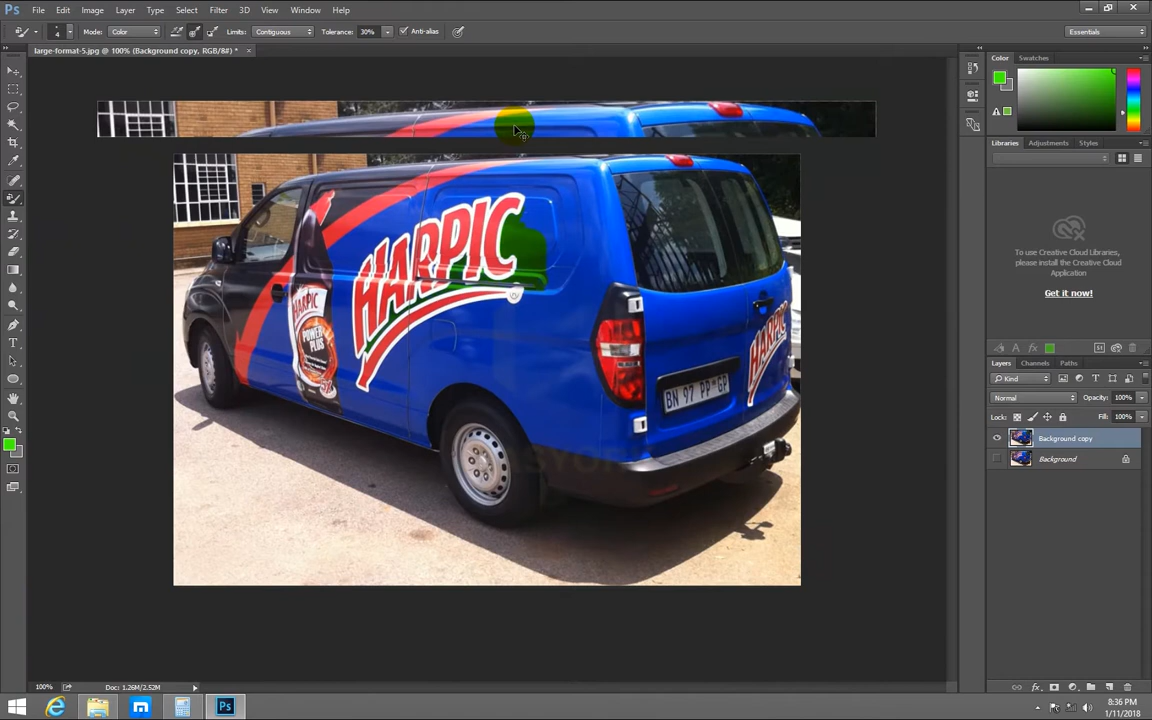 Ps File Edit Image Layer Type Select Filter 3D View Window Help
4 Mode: Color Limits: Contiguous Tolerance: 30% Anti-alias Essentials
large-format-5.jpg @ 100% (Background copy, RGB/8#) * ×
Color Swatches
Libraries Adjustments Styles
To use Creative Cloud Libraries,
please install the Creative Cloud
Application
Get it now!
HARPIC
HARPIC
POWER
PLUS
HARPIC
BN 97 PP GP
Layers Channels Paths
Kind
Normal Opacity: 100%
Lock: Fill: 100%
Background copy
Background
T
100% Doc: 1.26M/2.52M
Ps
8:36 PM
1/11/2018